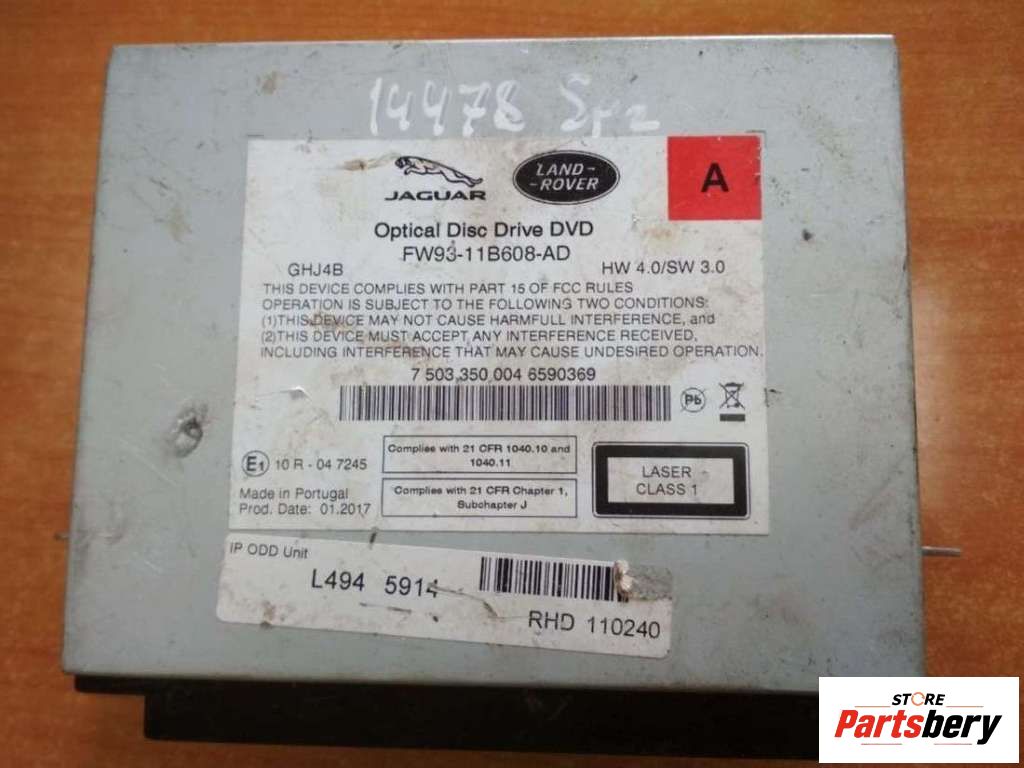 14478
JAGUAR
LAND-
-ROVER
A
Optical Disc Drive DVD
FW93-11B608-AD
GHJ4B HW 4.0/SW 3.0
THIS DEVICE COMPLIES WITH PART 15 OF FCC RULES
OPERATION IS SUBJECT TO THE FOLLOWING TWO CONDITIONS:
(1)THIS DEVICE MAY NOT CAUSE HARMFULL INTERFERENCE, and
(2)THIS DEVICE MUST ACCEPT ANY INTERFERENCE RECEIVED,
INCLUDING INTERFERENCE THAT MAY CAUSE UNDESIRED OPERATION.
7 503 350 004 6590369
Pb
E1 10 R - 04 7245
Complies with 21 CFR 1040.10 and
1040.11
LASER
CLASS 1
Made in Portugal
Prod. Date: 01.2017
Complies with 21 CFR Chapter 1,
Subchapter J
IP ODD Unit
L494 5914
RHD 110240
STORE
Partsbery